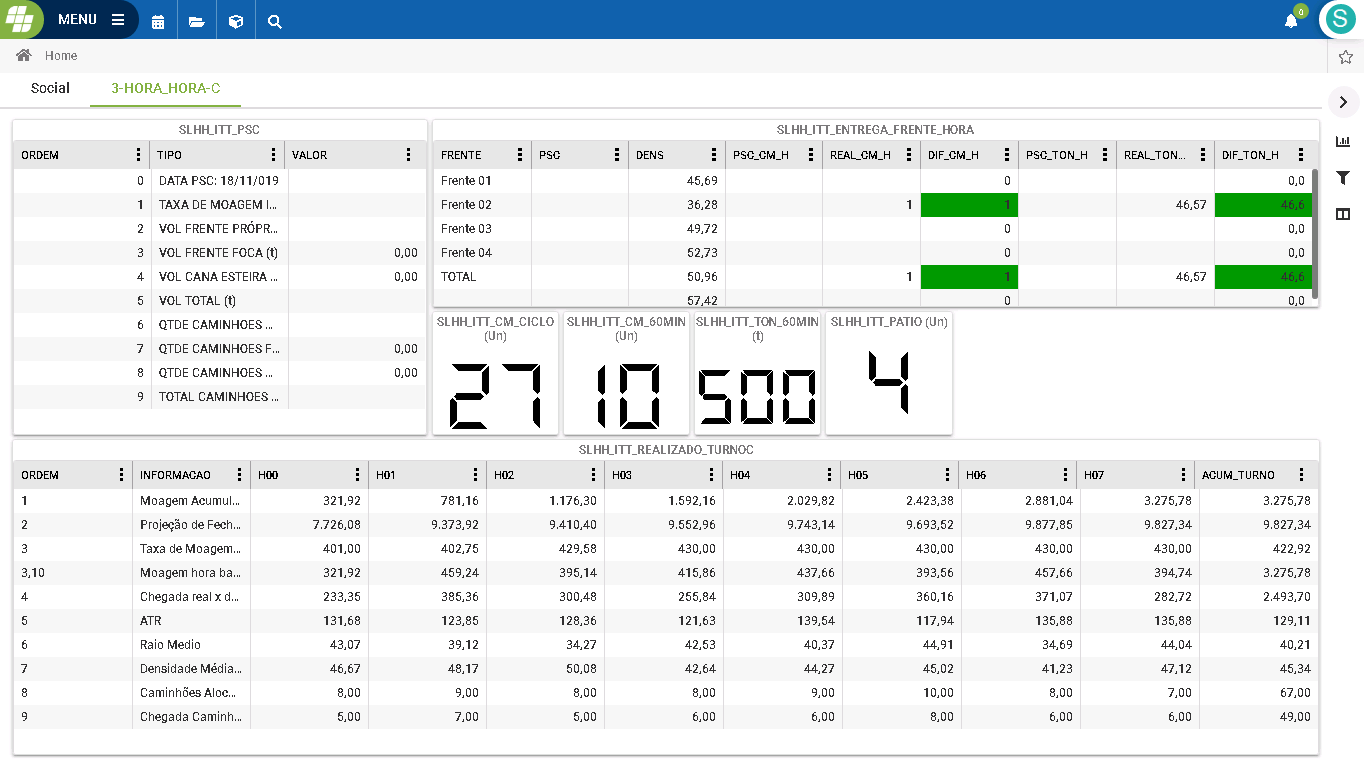 MENU
0
S
Home
Social 3-HORA_HORA-C
SLHH_ITT_PSC
ORDEM TIPO VALOR
0 DATA PSC: 18/11/019
1 TAXA DE MOAGEM I...
2 VOL FRENTE PRÓPR...
3 VOL FRENTE FOCA (t) 0,00
4 VOL CANA ESTEIRA ... 0,00
5 VOL TOTAL (t)
6 QTDE CAMINHOES ...
7 QTDE CAMINHOES F... 0,00
8 QTDE CAMINHOES ... 0,00
9 TOTAL CAMINHOES ...
SLHH_ITT_ENTREGA_FRENTE_HORA
FRENTE PSC DENS PSC_CM_H REAL_CM_H DIF_CM_H PSC_TON_H REAL_TON... DIF_TON_H
Frente 01 45,69 0 0,0
Frente 02 36,28 1 1 46,57 46,6
Frente 03 49,72 0 0,0
Frente 04 52,73 0 0,0
TOTAL 50,96 1 1 46,57 46,6
57,42 0 0,0
SLHH_ITT_CM_CICLO
(Un)
27
SLHH_ITT_CM_60MIN
(Un)
10
SLHH_ITT_TON_60MIN
(t)
500
SLHH_ITT_PATIO (Un)
4
SLHH_ITT_REALIZADO_TURNOC
ORDEM INFORMACAO H00 H01 H02 H03 H04 H05 H06 H07 ACUM_TURNO
1 Moagem Acumul... 321,92 781,16 1.176,30 1.592,16 2.029,82 2.423,38 2.881,04 3.275,78 3.275,78
2 Projeção de Fech... 7.726,08 9.373,92 9.410,40 9.552,96 9.743,14 9.693,52 9.877,85 9.827,34 9.827,34
3 Taxa de Moagem... 401,00 402,75 429,58 430,00 430,00 430,00 430,00 430,00 422,92
3,10 Moagem hora ba... 321,92 459,24 395,14 415,86 437,66 393,56 457,66 394,74 3.275,78
4 Chegada real x d... 233,35 385,36 300,48 255,84 309,89 360,16 371,07 282,72 2.493,70
5 ATR 131,68 123,85 128,36 121,63 139,54 117,94 135,88 135,88 129,11
6 Raio Medio 43,07 39,12 34,27 42,53 40,37 44,91 34,69 44,04 40,21
7 Densidade Média... 46,67 48,17 50,08 42,64 44,27 45,02 41,23 47,12 45,34
8 Caminhões Aloc... 8,00 9,00 8,00 8,00 9,00 10,00 8,00 7,00 67,00
9 Chegada Caminh... 5,00 7,00 5,00 6,00 6,00 8,00 6,00 6,00 49,00